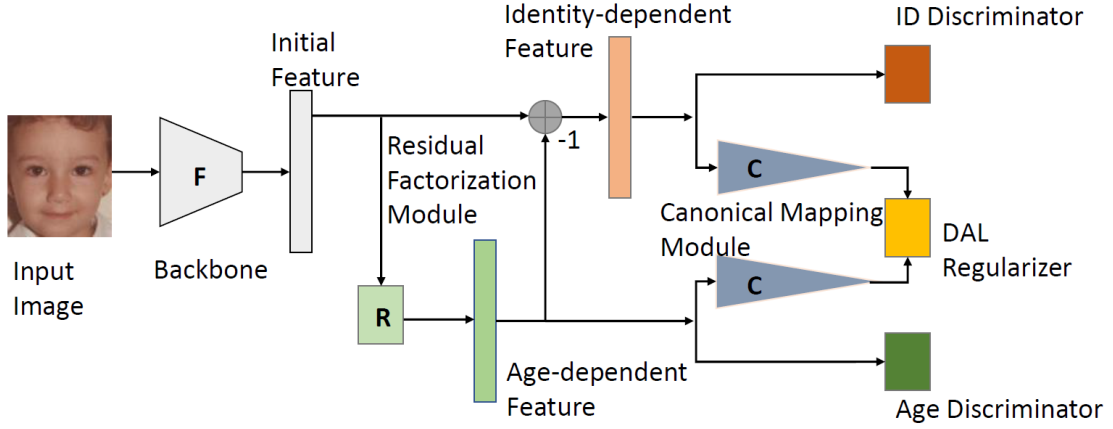 Identity-dependent
Feature
ID Discriminator
Initial
Feature
-1
F
Residual
Factorization
Module
C
Canonical Mapping
Module
DAL
Regularizer
Input
Image
Backbone
C
R
Age-dependent
Feature
Age Discriminator